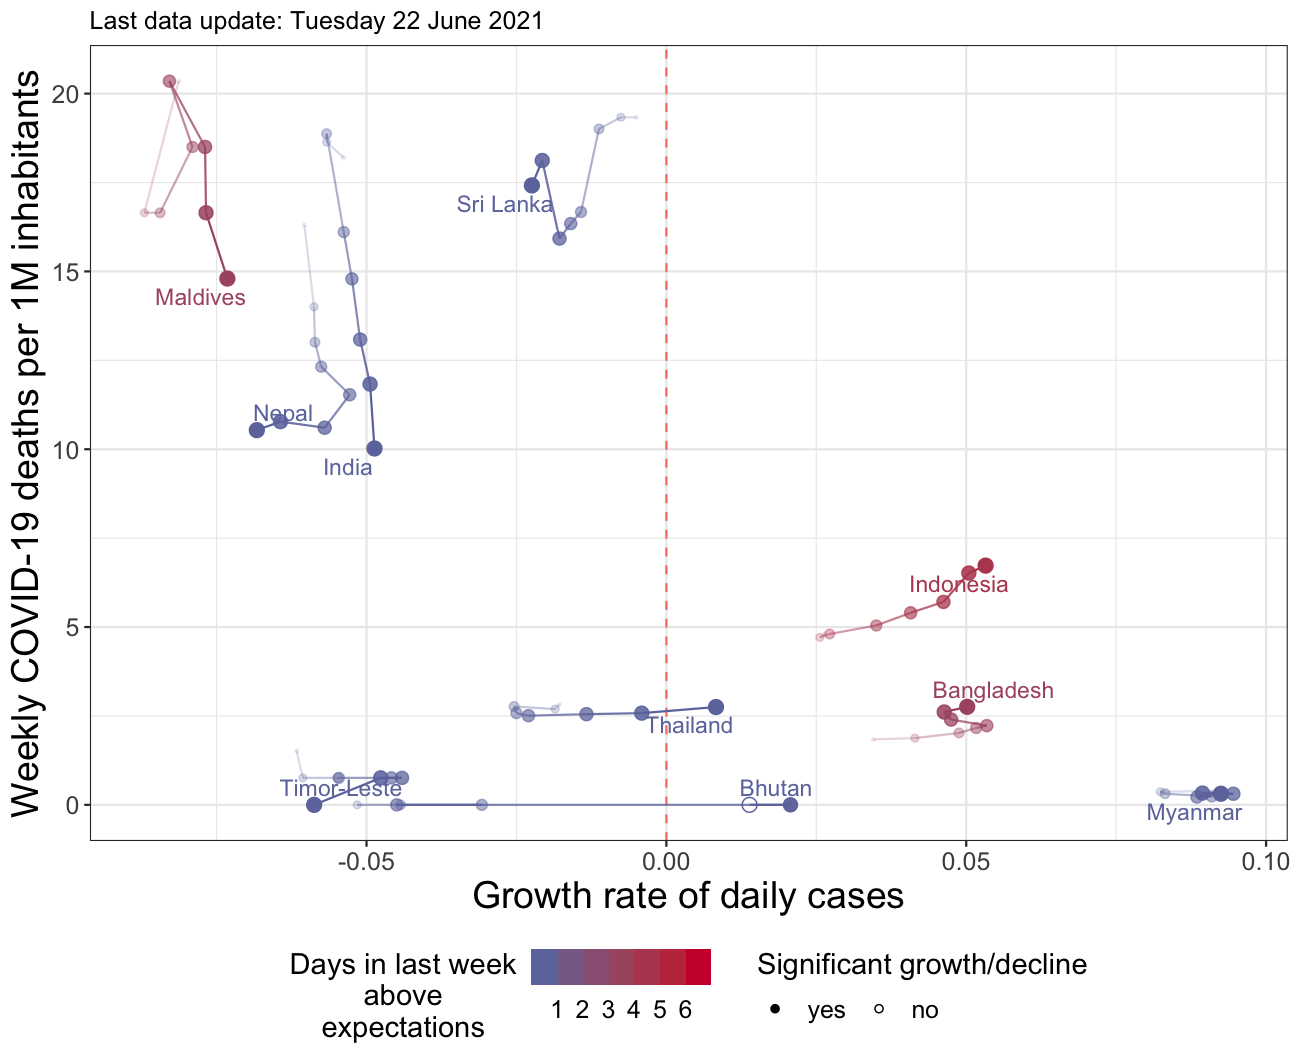 Last data update: Tuesday 22 June 2021
Weekly COVID-19 deaths per 1M inhabitants
20
15
10
5
0
Maldives
Sri Lanka
Nepal
India
Indonesia
Bangladesh
Thailand
Timor-Leste
Bhutan
Myanmar
-0.05
0.00
0.05
0.10
Growth rate of daily cases
Days in last week
above
expectations
1 2 3 4 5 6
Significant growth/decline
yes
no